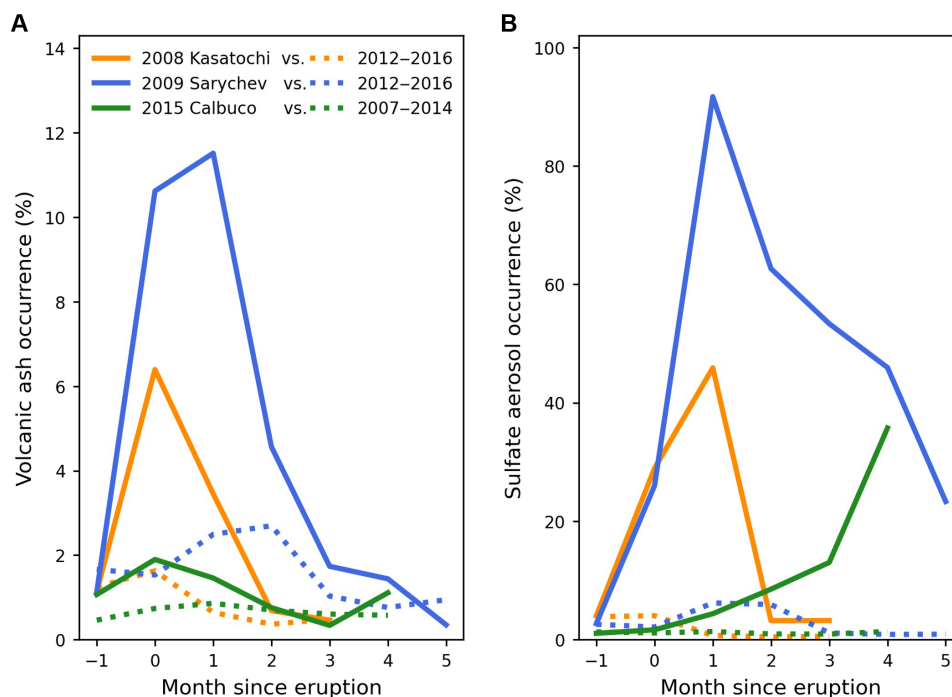 A
14
12
10
8
6
4
2
0
Volcanic ash occurrence (%)
2008 Kasatochi vs. 2012–2016
2009 Sarychev vs. 2012–2016
2015 Calbuco vs. 2007–2014
−1 0 1 2 3 4 5
Month since eruption
B
100
80
60
40
20
0
Sulfate aerosol occurrence (%)
−1 0 1 2 3 4 5
Month since eruption